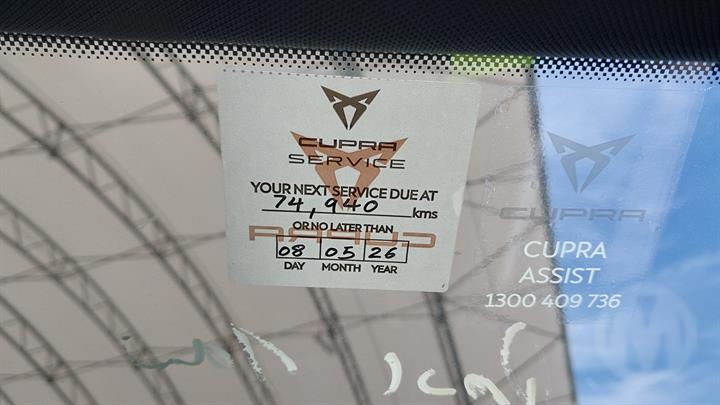 CUPRA
SERVICE
YOUR NEXT SERVICE DUE AT
74,940 kms
OR NO LATER THAN
CUPRA
08 05 26
DAY MONTH YEAR
CUPRA
CUPRA
ASSIST
1300 409 736